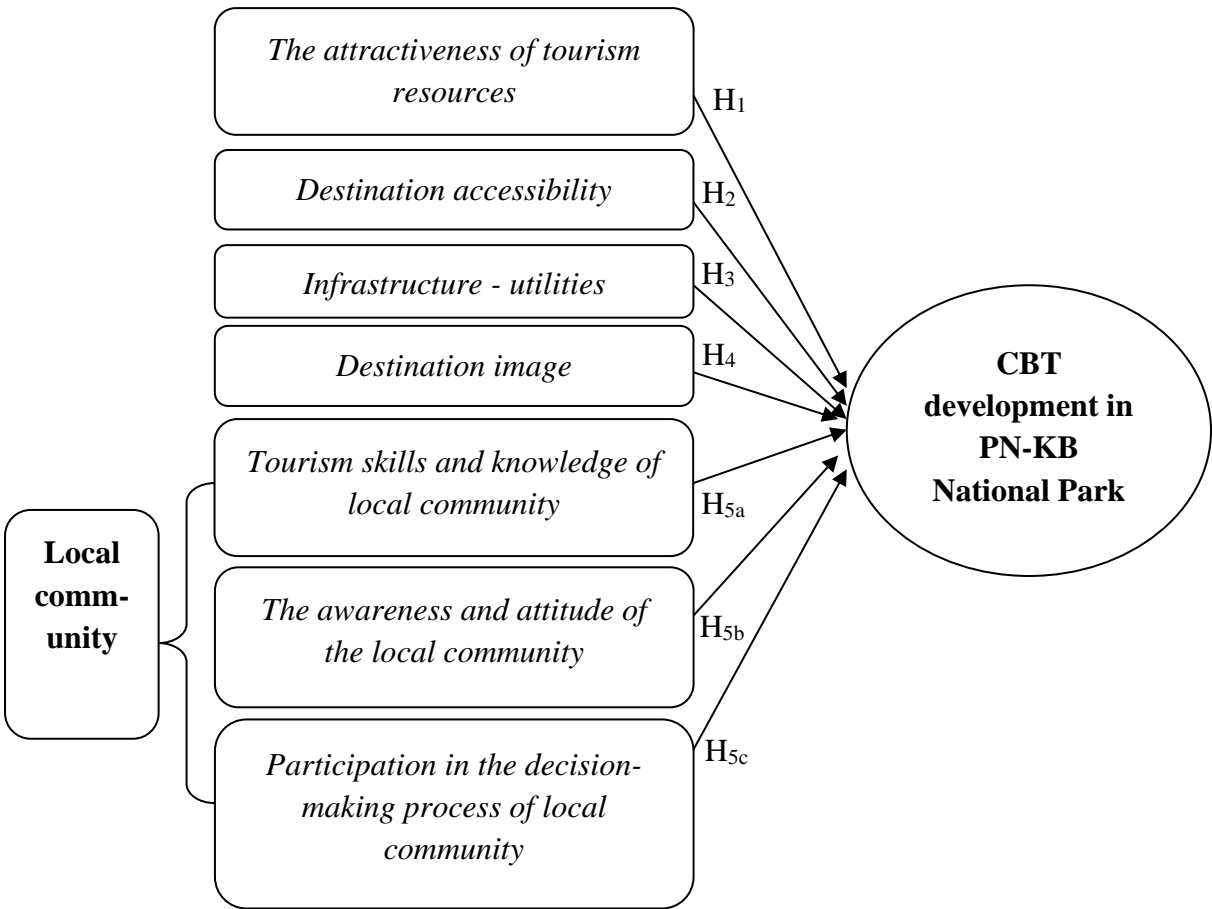 The attractiveness of tourism
resources
H1
Destination accessibility
H2
Infrastructure - utilities
H3
Destination image
H4
CBT
development in
PN-KB
National Park
Tourism skills and knowledge of
local community
H5a
Local
comm-
unity
The awareness and attitude of
the local community
H5b
Participation in the decision-
making process of local
community
H5c